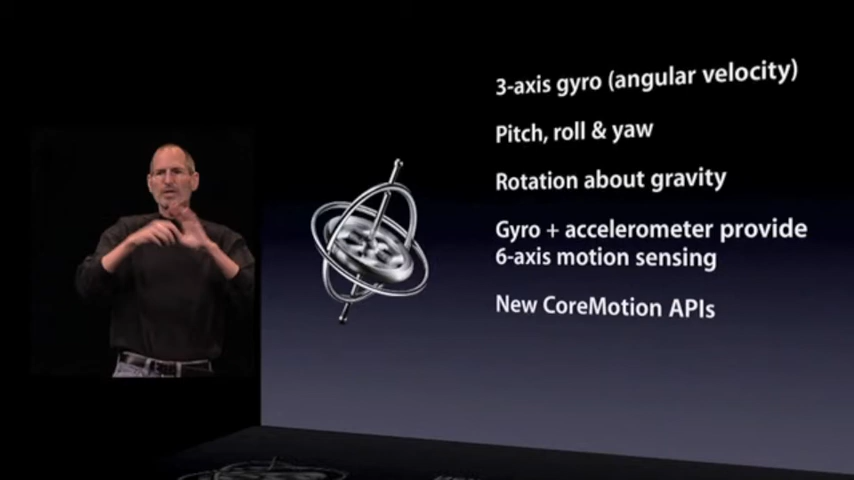 3-axis gyro (angular velocity)
Pitch, roll & yaw
Rotation about gravity
Gyro + accelerometer provide
6-axis motion sensing
New CoreMotion APIs